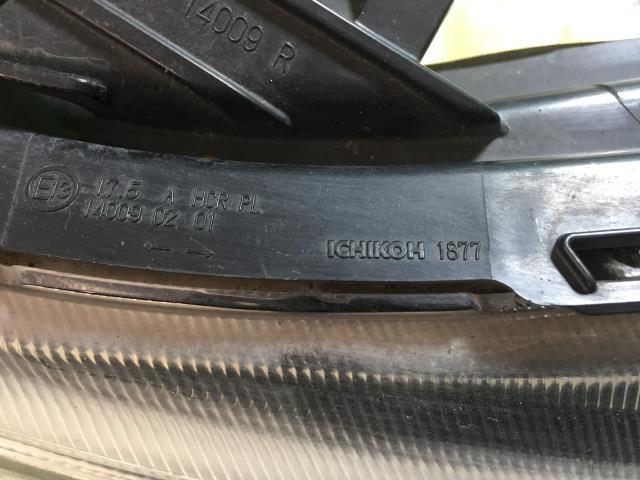 14009 R
E13 17.5 A HCR PL
14009 02 01
ICHIKOH 1877